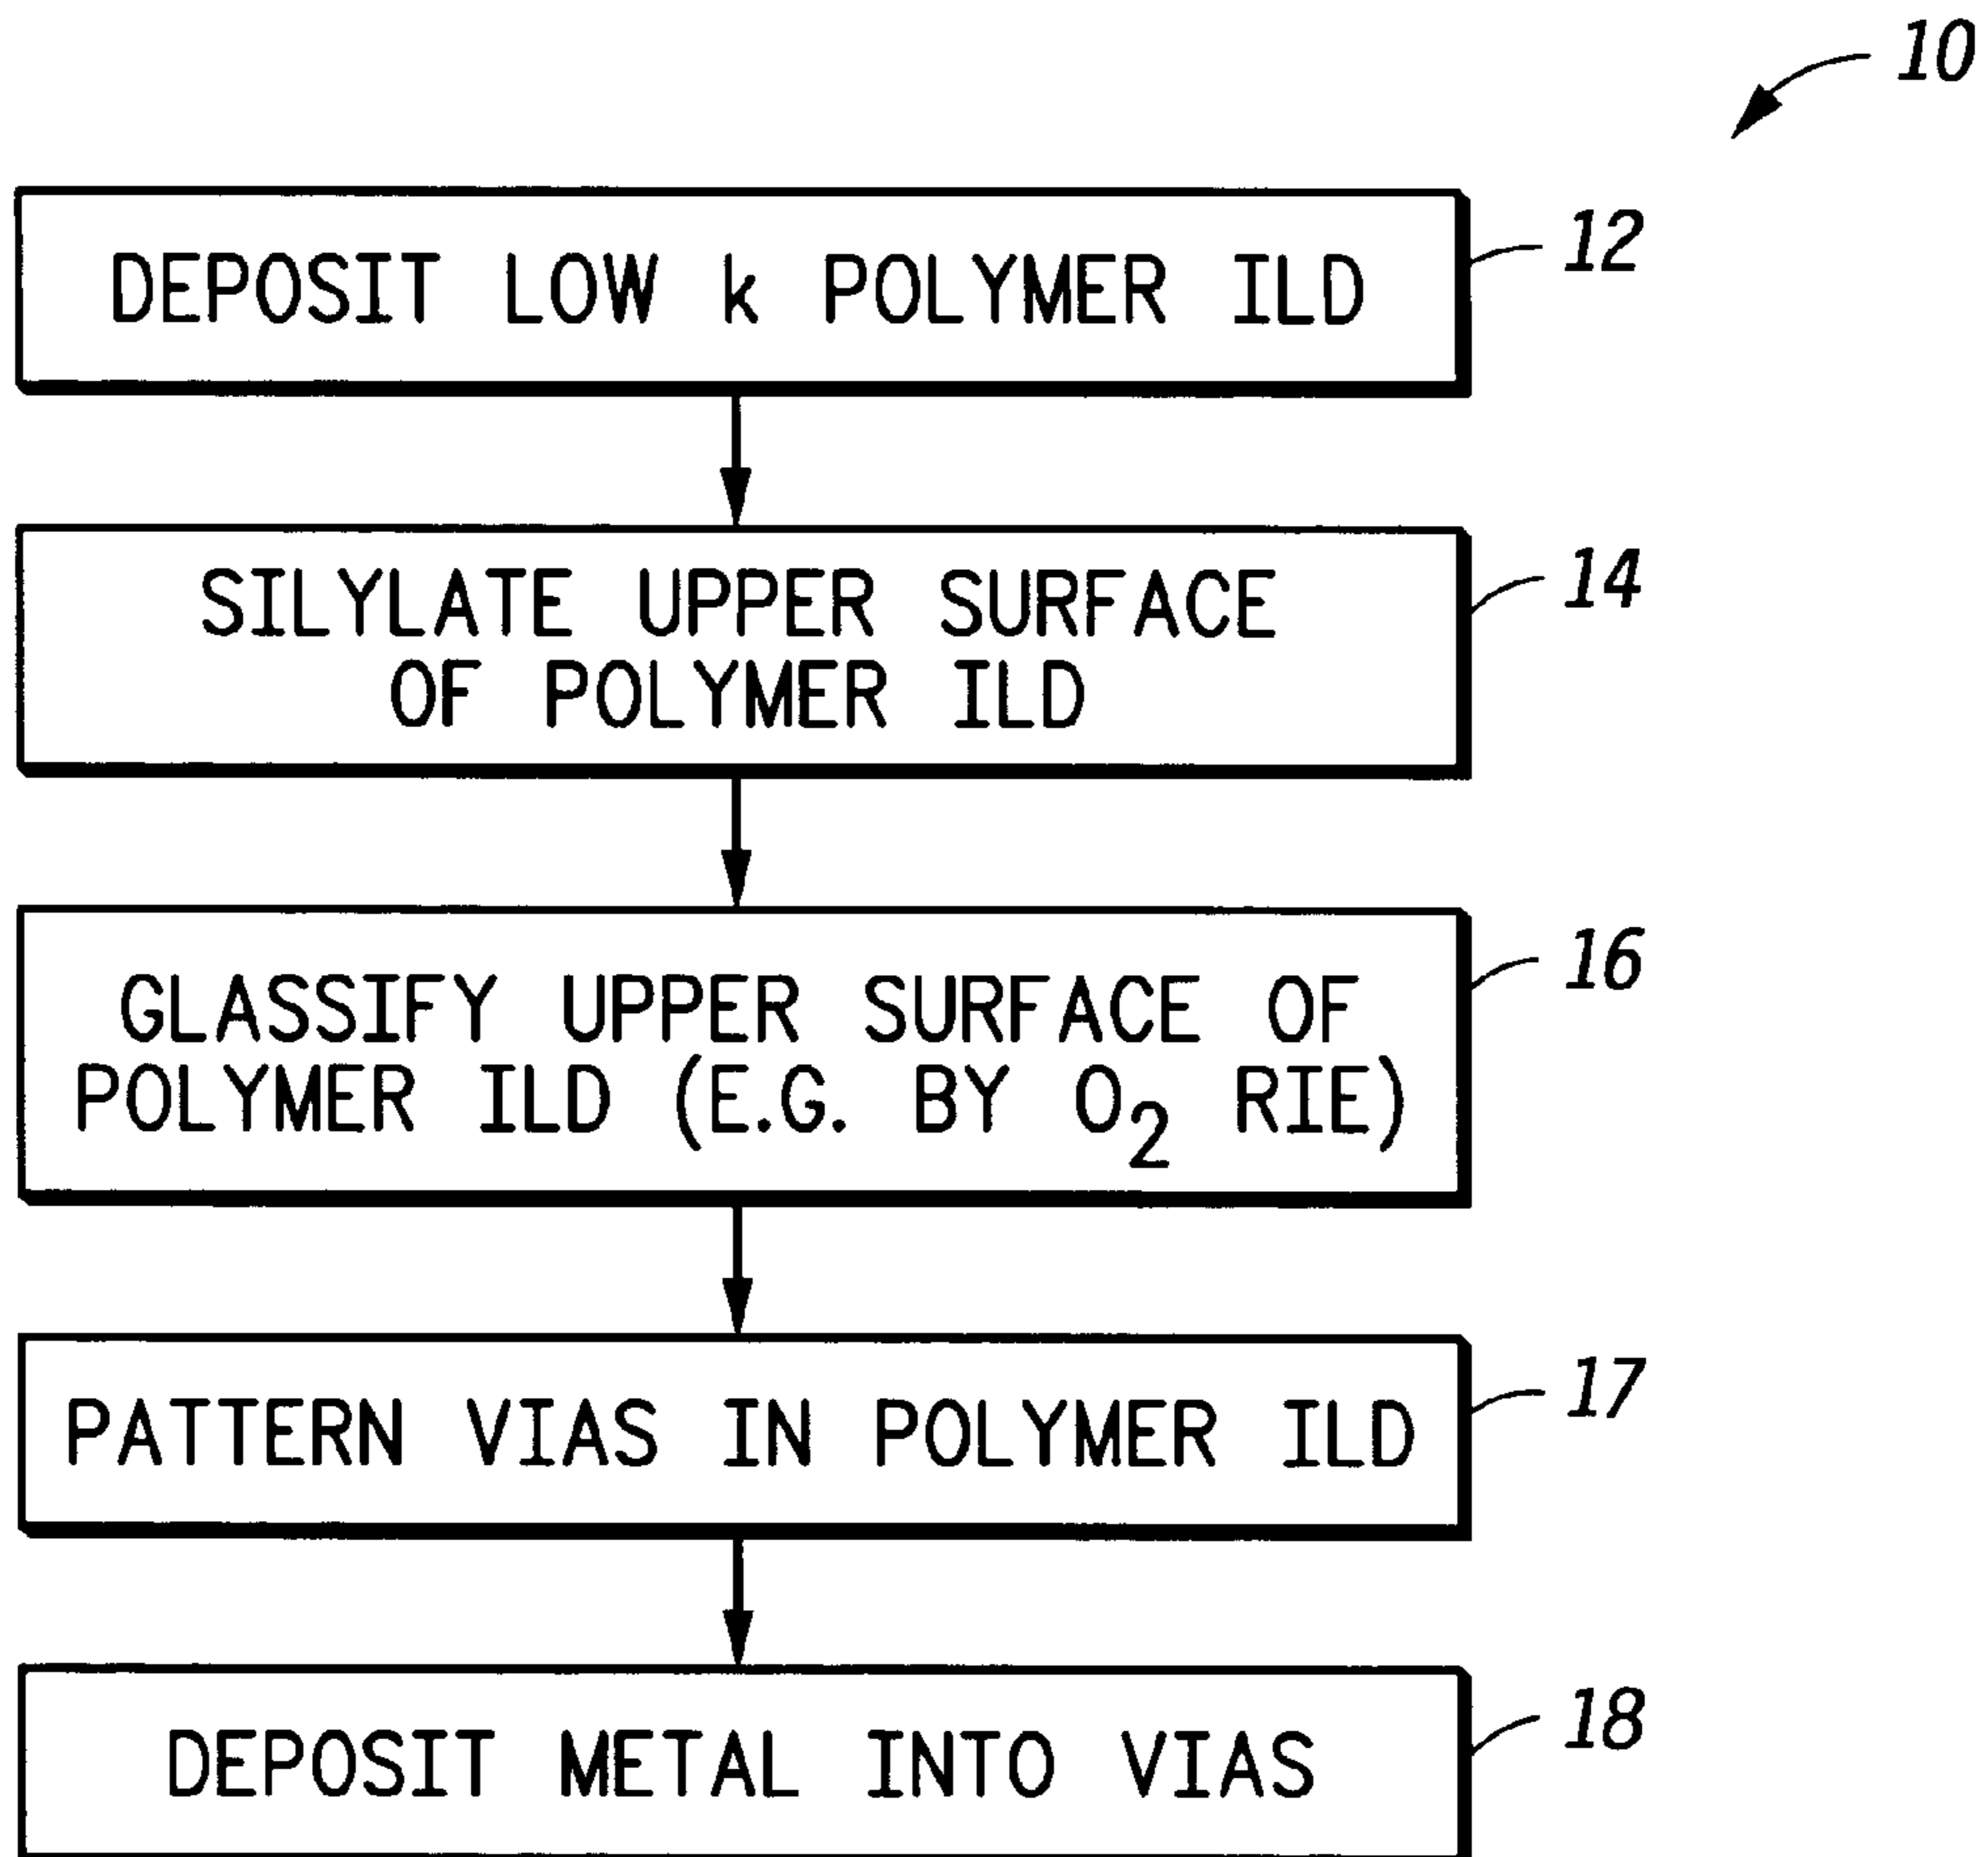 10
DEPOSIT LOW k POLYMER ILD
12
SILYLATE UPPER SURFACE
OF POLYMER ILD
14
GLASSIFY UPPER SURFACE OF
POLYMER ILD (E.G. BY O2 RIE)
16
PATTERN VIAS IN POLYMER ILD
17
DEPOSIT METAL INTO VIAS
18